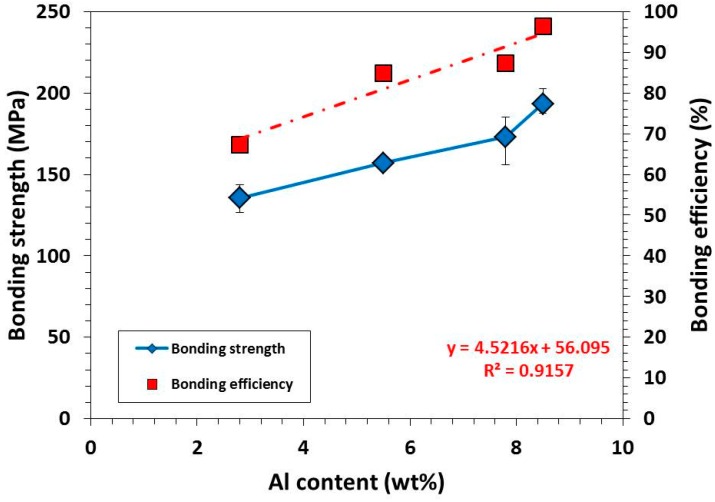 Bonding strength (MPa)
250
200
150
100
50
0
100
90
80
70
60
50
40
30
20
10
0
Bonding efficiency (%)
Bonding strength
Bonding efficiency
y = 4.5216x + 56.095
R² = 0.9157
0 2 4 6 8 10
Al content (wt%)